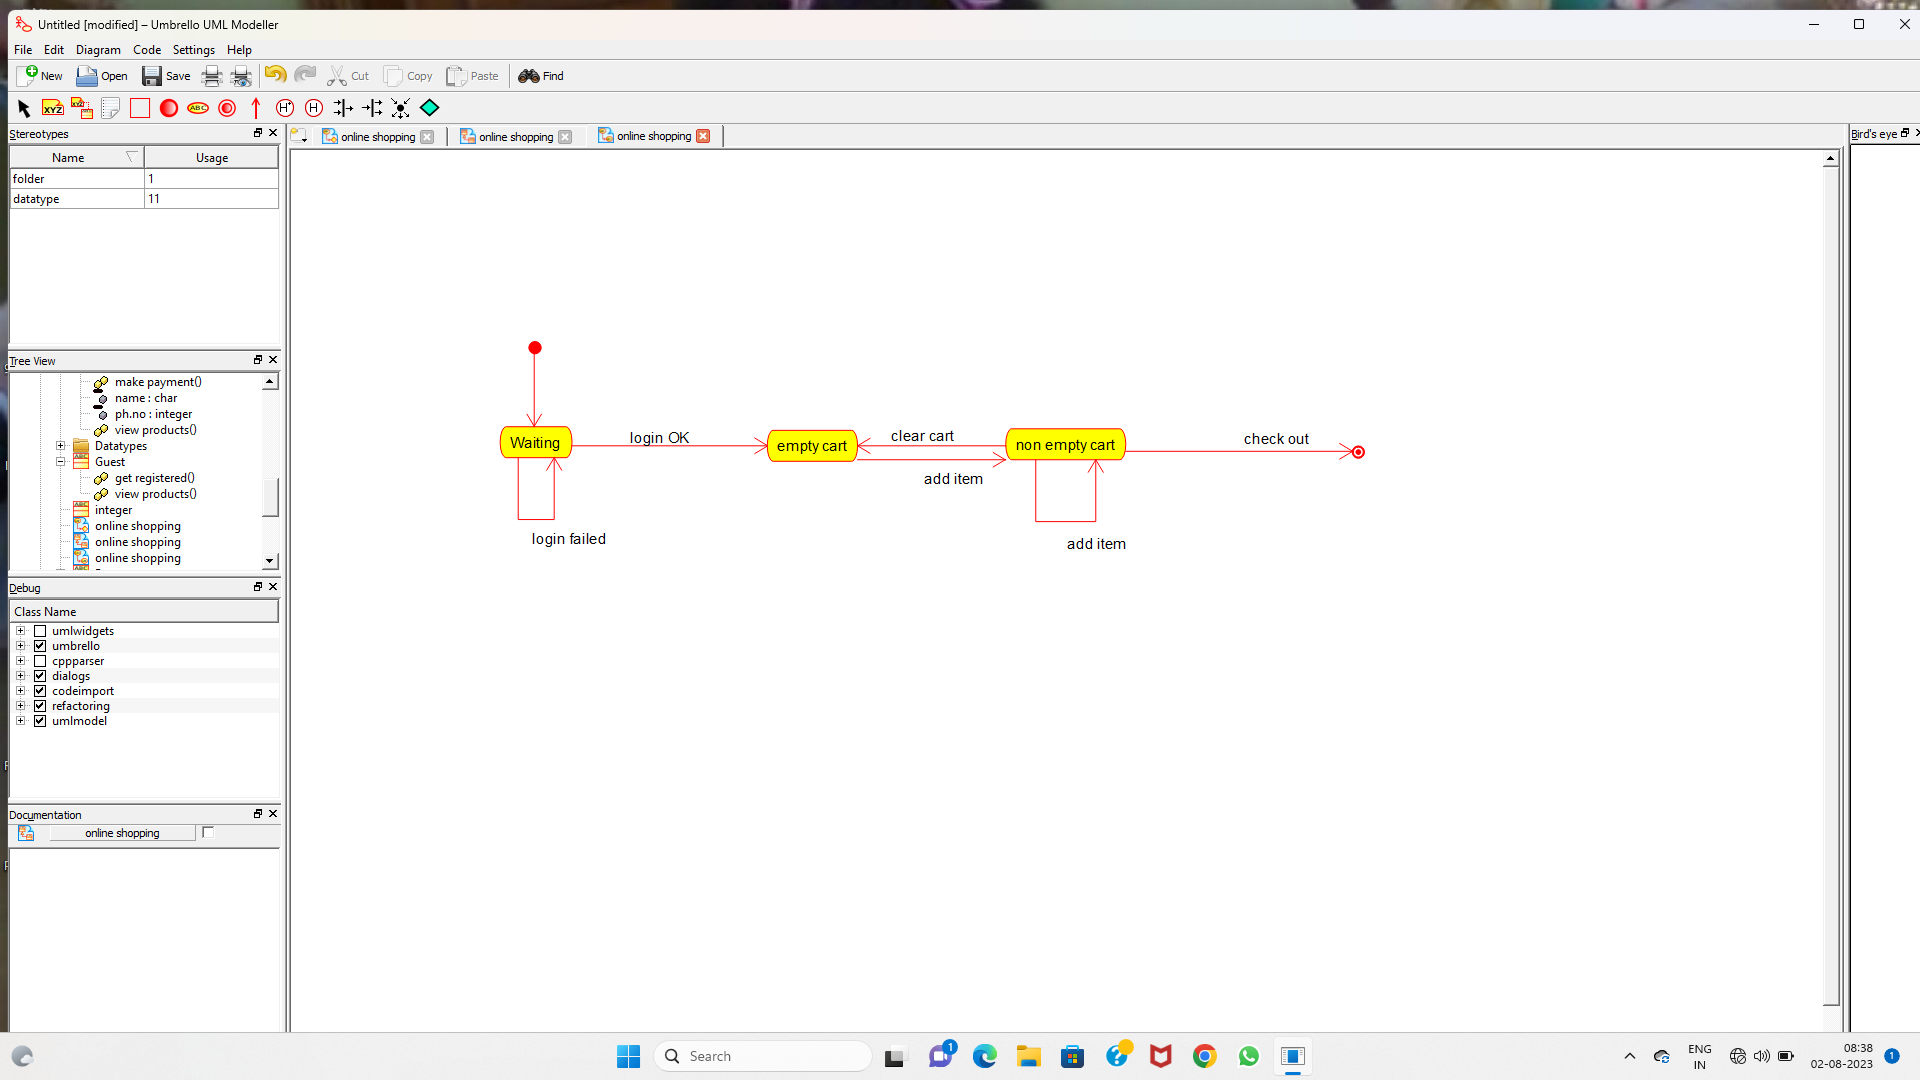 Untitled [modified] – Umbrello UML Modeller
File Edit Diagram Code Settings Help
New Open Save Cut Copy Paste Find
XYZ ABC H* H
Stereotypes
Name Usage
folder 1
datatype 11
Tree View
make payment()
name : char
ph.no : integer
view products()
Datatypes
Guest
get registered()
view products()
integer
online shopping
online shopping
online shopping
Debug
Class Name
umlwidgets
umbrello
cppparser
dialogs
codeimport
refactoring
umlmodel
Documentation
online shopping
online shopping online shopping online shopping
Bird's eye
Waiting
login OK
empty cart
clear cart
add item
non empty cart
check out
login failed
add item
Search
1
ENG
IN
08:38
02-08-2023
1